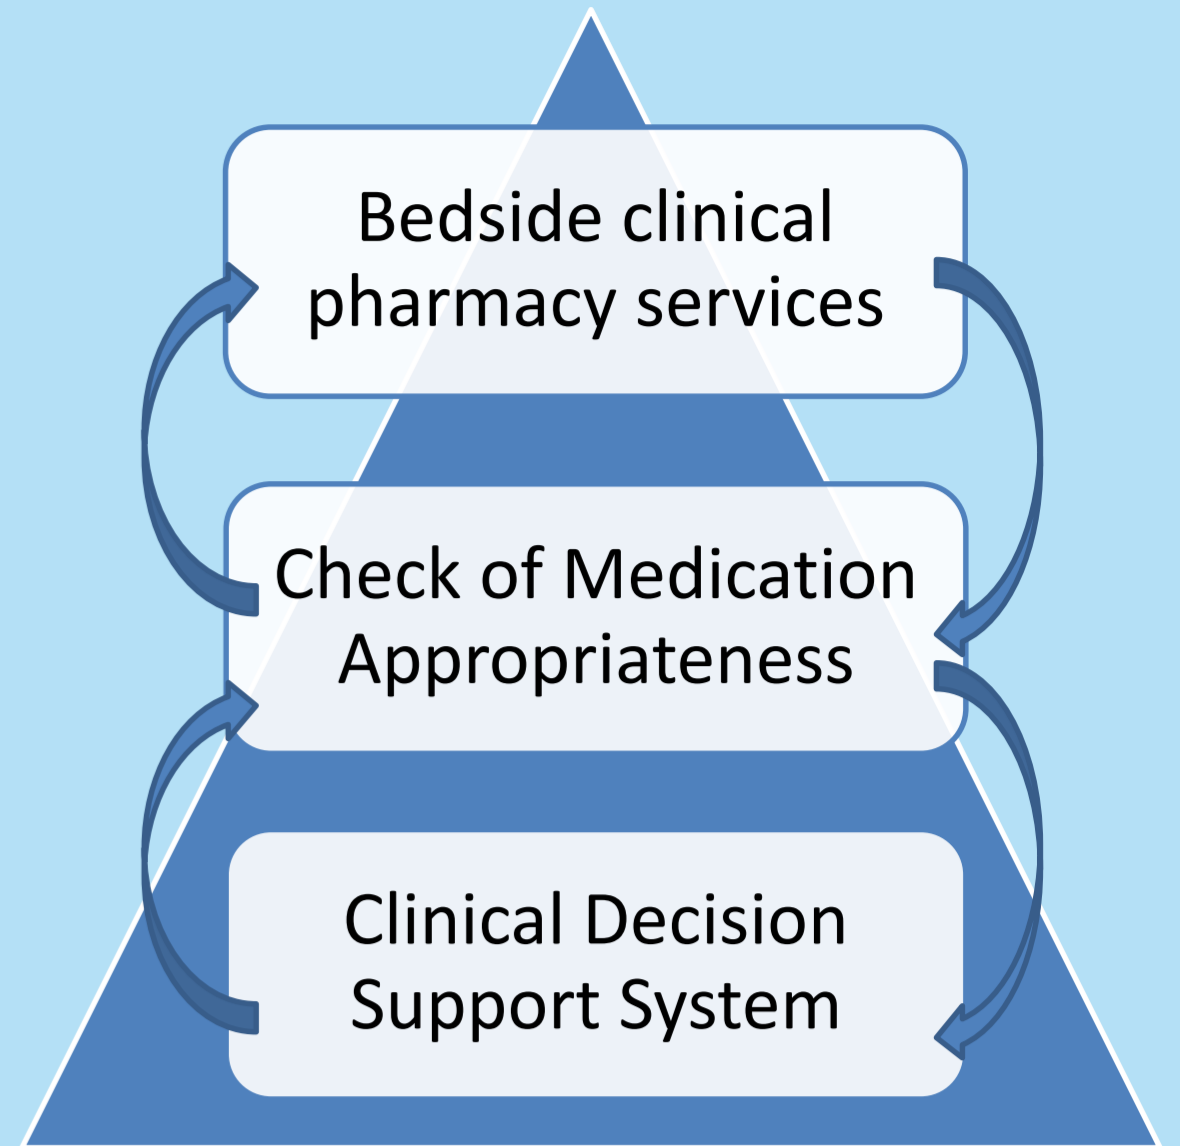 Bedside clinical
pharmacy services
Check of Medication
Appropriateness
Clinical Decision
Support System